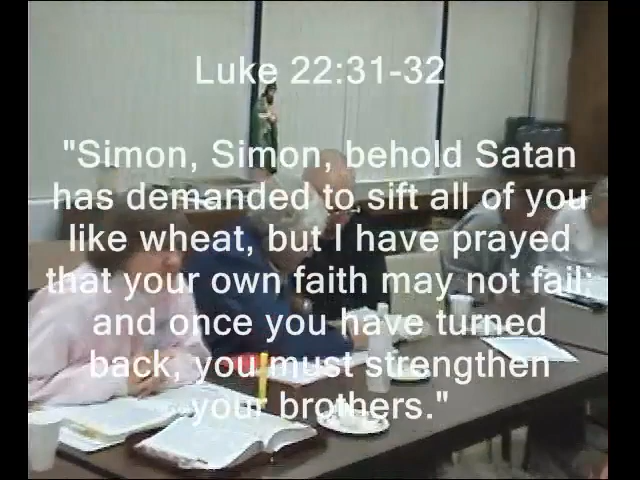 Luke 22:31-32
"Simon, Simon, behold Satan
has demanded to sift all of you
like wheat, but I have prayed
that your own faith may not fail;
and once you have turned
back, you must strengthen
your brothers."